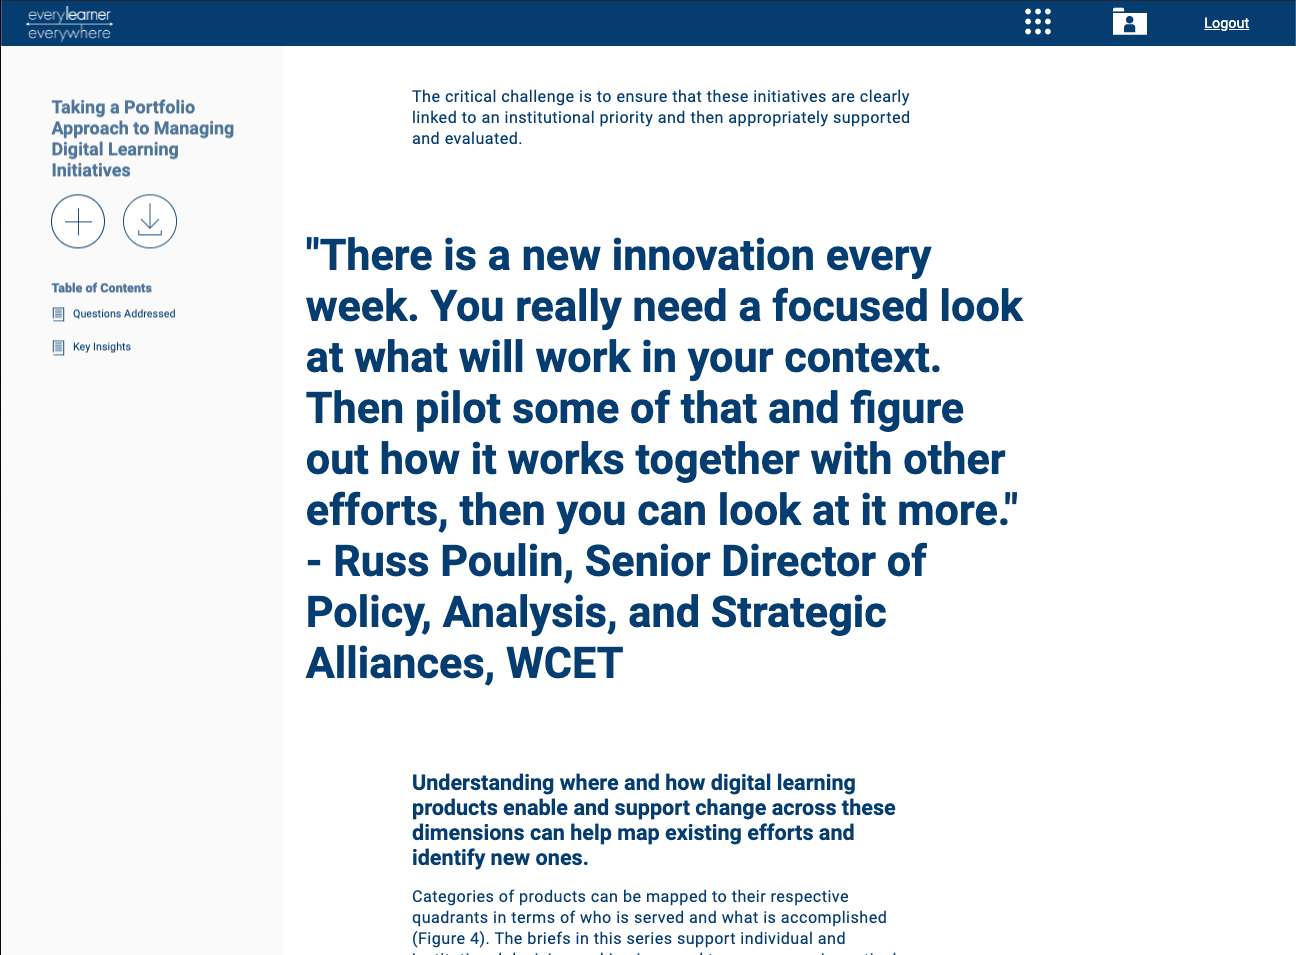 everylearner
everywhere
Logout
Taking a Portfolio
Approach to Managing
Digital Learning
Initiatives
Table of Contents
Questions Addressed
Key Insights
The critical challenge is to ensure that these initiatives are clearly
linked to an institutional priority and then appropriately supported
and evaluated.
"There is a new innovation every
week. You really need a focused look
at what will work in your context.
Then pilot some of that and figure
out how it works together with other
efforts, then you can look at it more."
- Russ Poulin, Senior Director of
Policy, Analysis, and Strategic
Alliances, WCET
Understanding where and how digital learning
products enable and support change across these
dimensions can help map existing efforts and
identify new ones.
Categories of products can be mapped to their respective
quadrants in terms of who is served and what is accomplished
(Figure 4). The briefs in this series support individual and